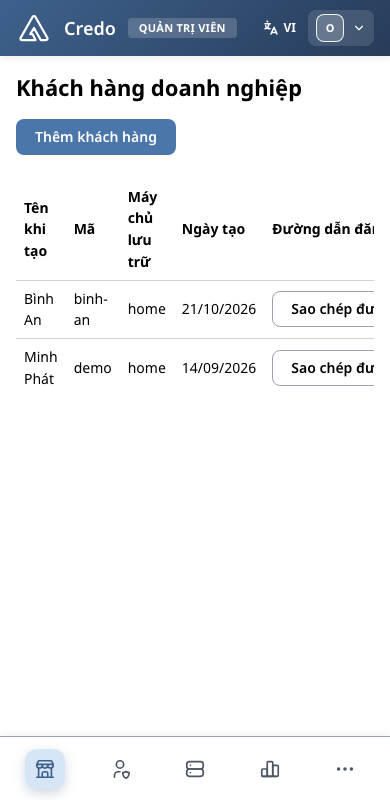 Credo QUẢN TRỊ VIÊN VI O
Khách hàng doanh nghiệp
Thêm khách hàng
Tên khi tạo Mã Máy chủ lưu trữ Ngày tạo Đường dẫn đăn
Bình An binh-an home 21/10/2026 Sao chép đư
Minh Phát demo home 14/09/2026 Sao chép đư